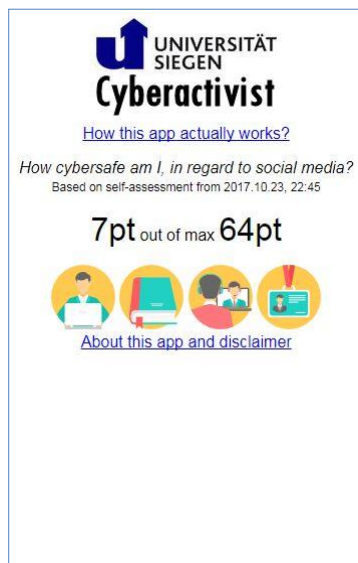 UNIVERSITÄT
SIEGEN
Cyberactivist
How this app actually works?
How cybersafe am I, in regard to social media?
Based on self-assessment from 2017.10.23, 22:45
7pt out of max 64pt
About this app and disclaimer